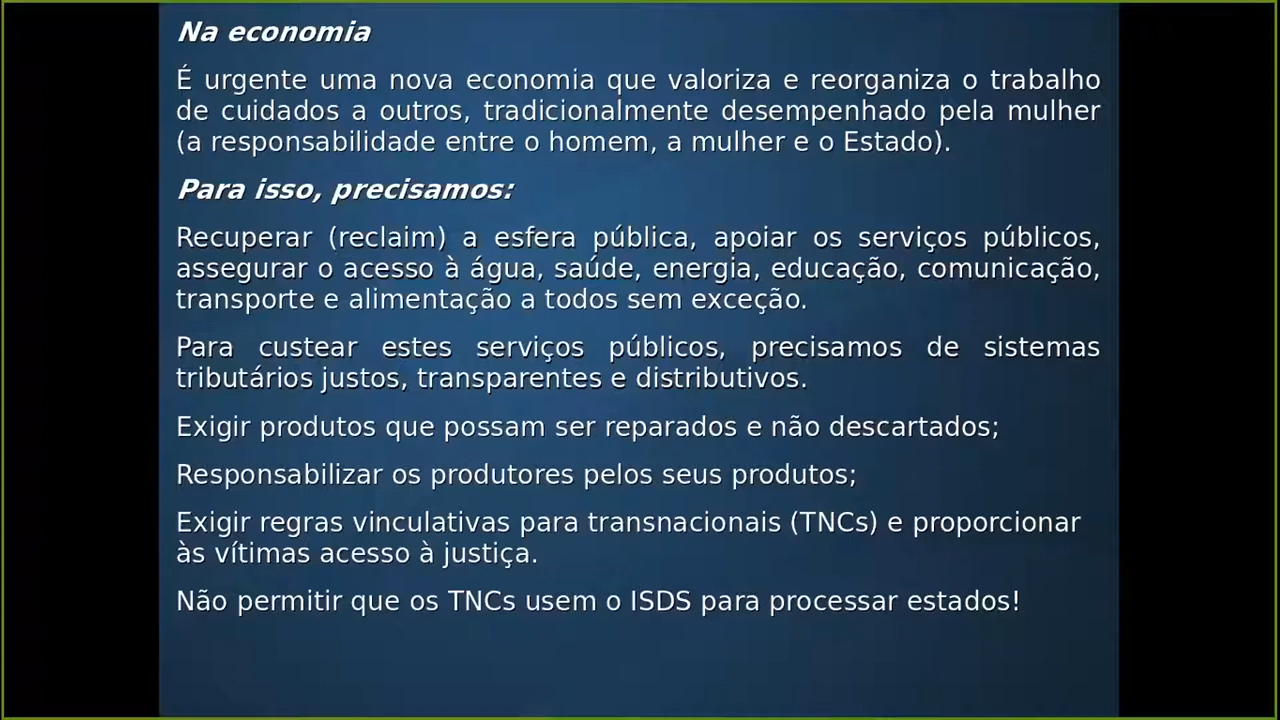 Na economia
É urgente uma nova economia que valoriza e reorganiza o trabalho
de cuidados a outros, tradicionalmente desempenhado pela mulher
(a responsabilidade entre o homem, a mulher e o Estado).
Para isso, precisamos:
Recuperar (reclaim) a esfera pública, apoiar os serviços públicos,
assegurar o acesso à água, saúde, energia, educação, comunicação,
transporte e alimentação a todos sem exceção.
Para custear estes serviços públicos, precisamos de sistemas
tributários justos, transparentes e distributivos.
Exigir produtos que possam ser reparados e não descartados;
Responsabilizar os produtores pelos seus produtos;
Exigir regras vinculativas para transnacionais (TNCs) e proporcionar
às vítimas acesso à justiça.
Não permitir que os TNCs usem o ISDS para processar estados!